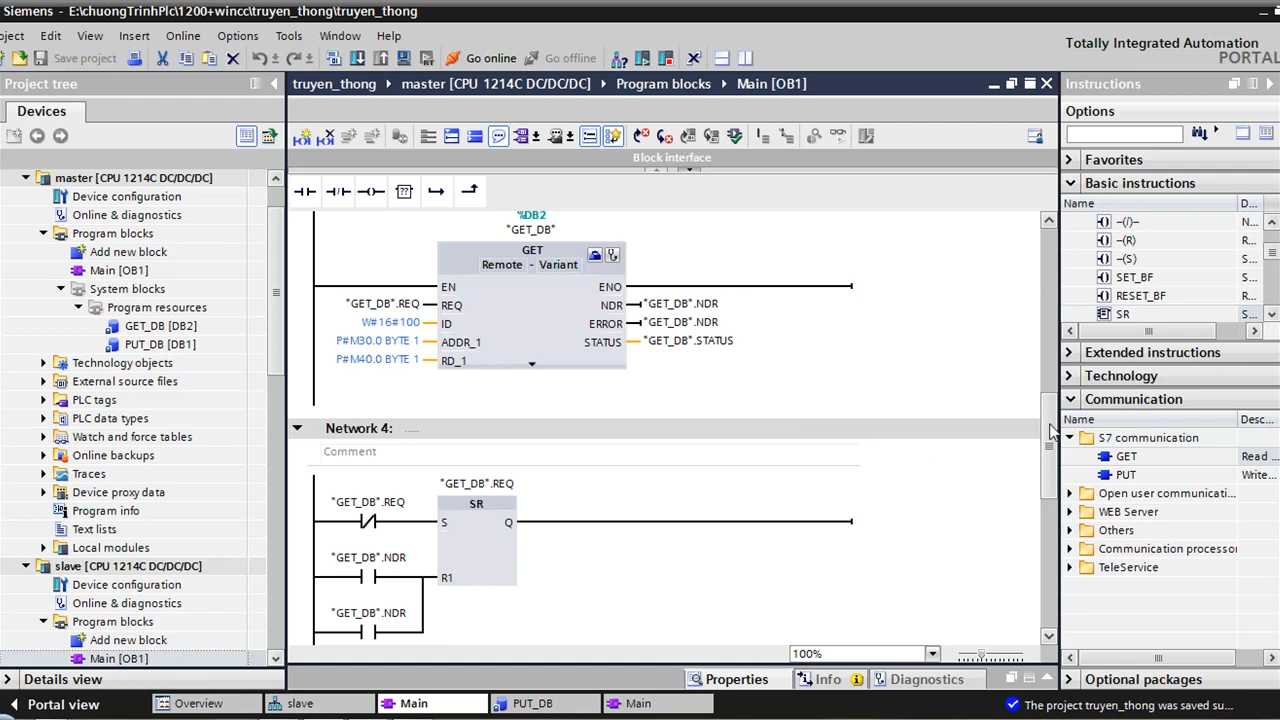 Siemens - E:\chuongTrinhPlc\1200+wincc\truyen_thong\truyen_thong
oject Edit View Insert Online Options Tools Window Help
Totally Integrated Automation
PORTAL
Save project Go online Go offline
Project tree
truyen_thong master [CPU 1214C DC/DC/DC] Program blocks Main [OB1]
Instructions
Devices
Options
Block interface
master [CPU 1214C DC/DC/DC]
Device configuration
Online & diagnostics
Program blocks
Add new block
Main [OB1]
System blocks
Program resources
GET_DB [DB2]
PUT_DB [DB1]
Technology objects
External source files
PLC tags
PLC data types
Watch and force tables
Online backups
Traces
Device proxy data
Program info
Text lists
Local modules
slave [CPU 1214C DC/DC/DC]
Device configuration
Online & diagnostics
Program blocks
Add new block
Main [OB1]
Details view
??
%DB2
"GET_DB"
GET
Remote - Variant
EN ENO
"GET_DB".REQ REQ NDR "GET_DB".NDR
W#16#100 ID ERROR "GET_DB".NDR
P#M30.0 BYTE 1 ADDR_1 STATUS "GET_DB".STATUS
P#M40.0 BYTE 1 RD_1
Network 4: .....
Comment
"GET_DB".REQ
"GET_DB".REQ SR
S Q
"GET_DB".NDR
R1
"GET_DB".NDR
100%
Properties Info Diagnostics
Favorites
Basic instructions
Name D...
–(/)– N...
–(R) R...
–(S) S...
SET_BF S...
RESET_BF R...
SR S...
Extended instructions
Technology
Communication
Name Desc...
S7 communication
GET Read ...
PUT Write...
Open user communicati...
WEB Server
Others
Communication processor
TeleService
Optional packages
Portal view Overview slave Main PUT_DB Main The project truyen_thong was saved su...